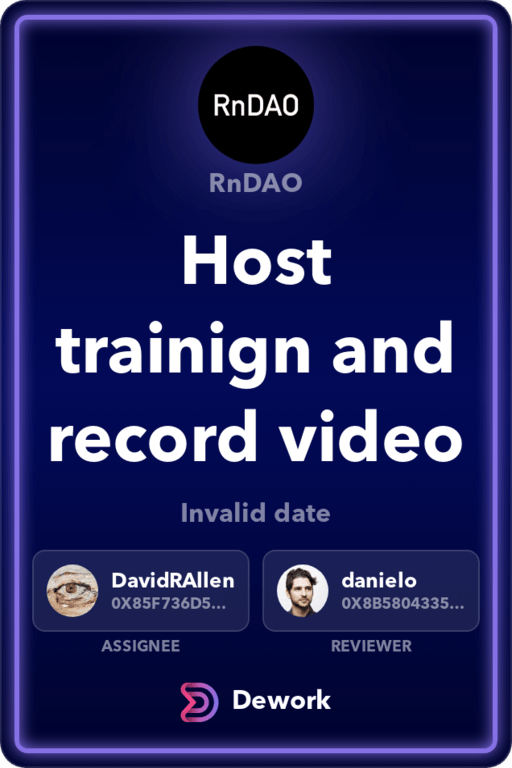 RnDAO
RnDAO
Host
trainign and
record video
Invalid date
DavidRAllen
0X85F736D5...
danielo
0X8B5804335...
ASSIGNEE
REVIEWER
Dework